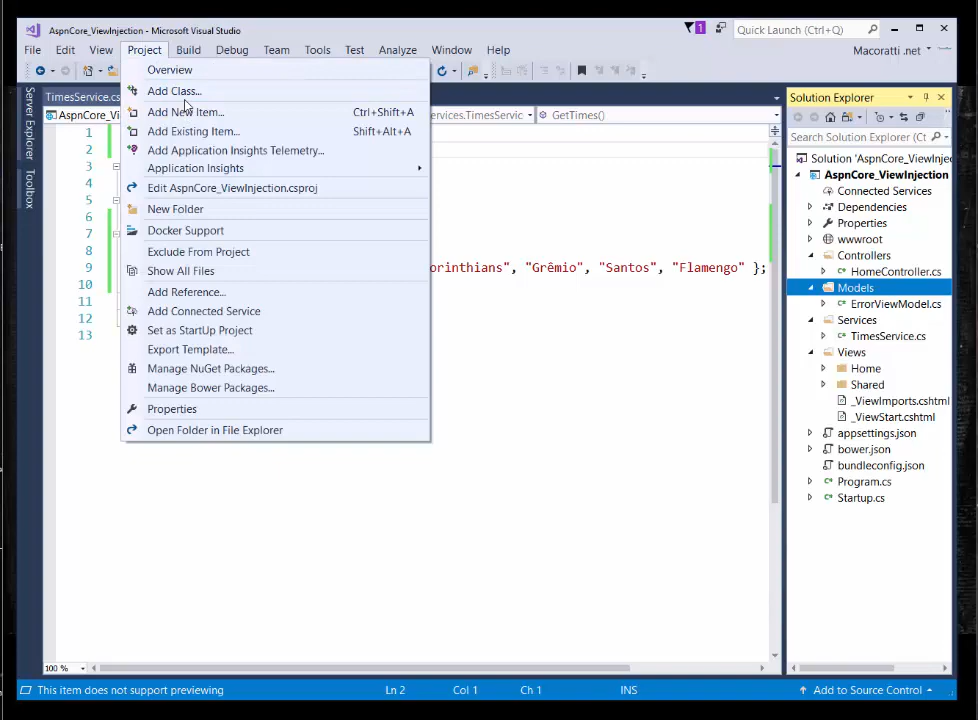 AspnCore_ViewInjection - Microsoft Visual Studio
1
Quick Launch (Ctrl+Q)
File Edit View Project Build Debug Team Tools Test Analyze Window Help
Macoratti .net
TimesService.cs
AspnCore_Vi
ervices.TimesServic
GetTimes()
Server Explorer
Toolbox
Overview
Add Class...
Add New Item... Ctrl+Shift+A
Add Existing Item... Shift+Alt+A
Add Application Insights Telemetry...
Application Insights
Edit AspnCore_ViewInjection.csproj
New Folder
Docker Support
Exclude From Project
Show All Files
Add Reference...
Add Connected Service
Set as StartUp Project
Export Template...
Manage NuGet Packages...
Manage Bower Packages...
Properties
Open Folder in File Explorer
1
2
3
4
5
6
7
8
9 orinthians", "Grêmio", "Santos", "Flamengo" };
10
11
12
13
Solution Explorer
Search Solution Explorer (Ctrl+
Solution 'AspnCore_ViewInjec
AspnCore_ViewInjection
Connected Services
Dependencies
Properties
wwwroot
Controllers
HomeController.cs
Models
ErrorViewModel.cs
Services
TimesService.cs
Views
Home
Shared
_ViewImports.cshtml
_ViewStart.cshtml
appsettings.json
bower.json
bundleconfig.json
Program.cs
Startup.cs
100 %
This item does not support previewing Ln 2 Col 1 Ch 1 INS Add to Source Control